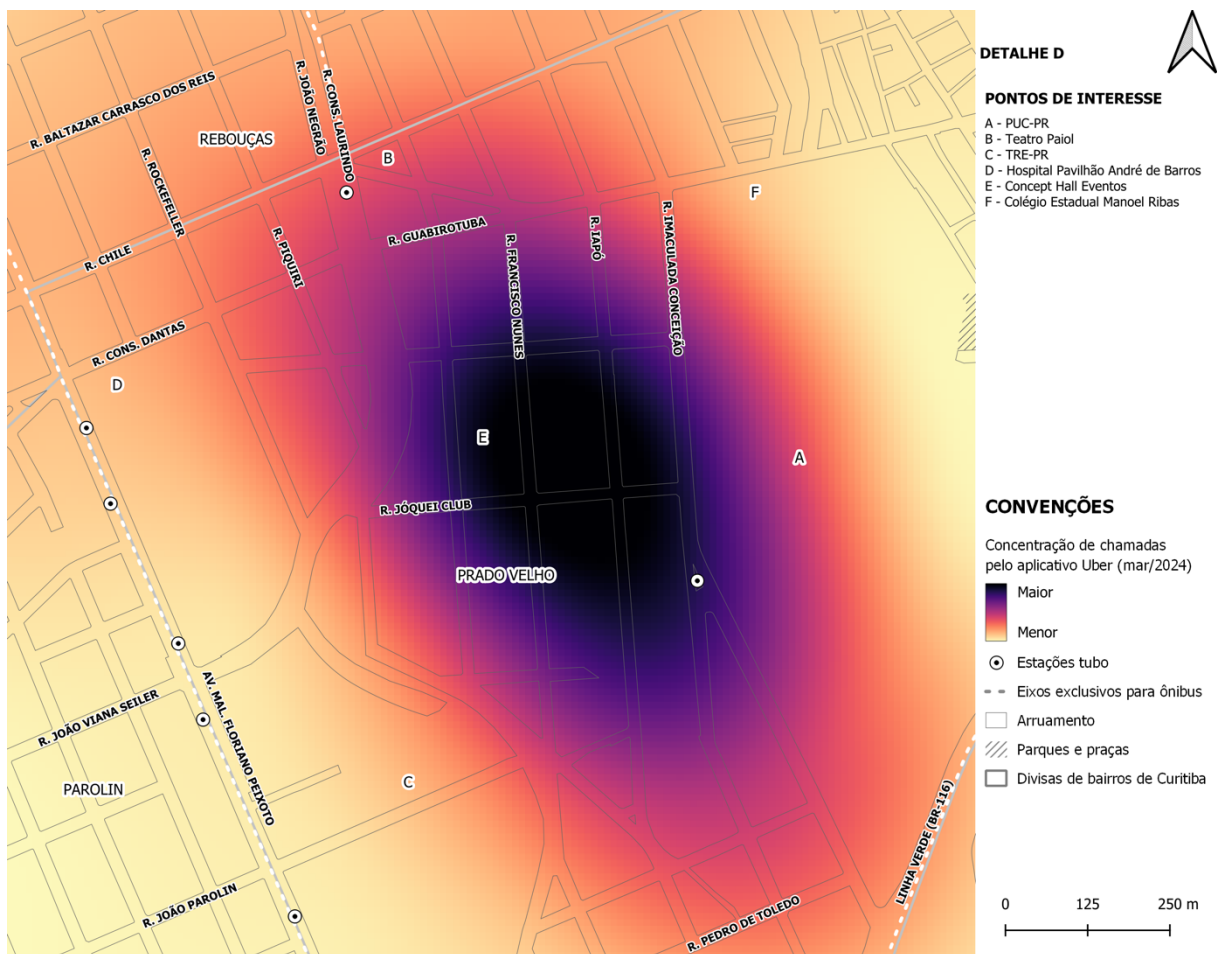 DETALHE D
PONTOS DE INTERESSE
A - PUC-PR
B - Teatro Paiol
C - TRE-PR
D - Hospital Pavilhão André de Barros
E - Concept Hall Eventos
F - Colégio Estadual Manoel Ribas
R. BALTAZAR CARRASCO DOS REIS
REBOUÇAS
R. JOÃO NEGRÃO
R. CONS. LAURINDO
B
R. ROCKEFELLER
F
R. CHILE
R. PIQUIRI
R. GUABIROTUBA
R. FRANCISCO NUNES
R. IAPÓ
R. IMACULADA CONCEIÇÃO
R. CONS. DANTAS
D
E
A
R. JÓQUEI CLUB
PRADO VELHO
R. JOÃO VIANA SEILER
AV. MAL. FLORIANO PEIXOTO
PAROLIN
C
R. JOÃO PAROLIN
R. PEDRO DE TOLEDO
LINHA VERDE (BR-116)
CONVENÇÕES
Concentração de chamadas
pelo aplicativo Uber (mar/2024)
Maior
Menor
Estações tubo
Eixos exclusivos para ônibus
Arruamento
Parques e praças
Divisas de bairros de Curitiba
0 125 250 m